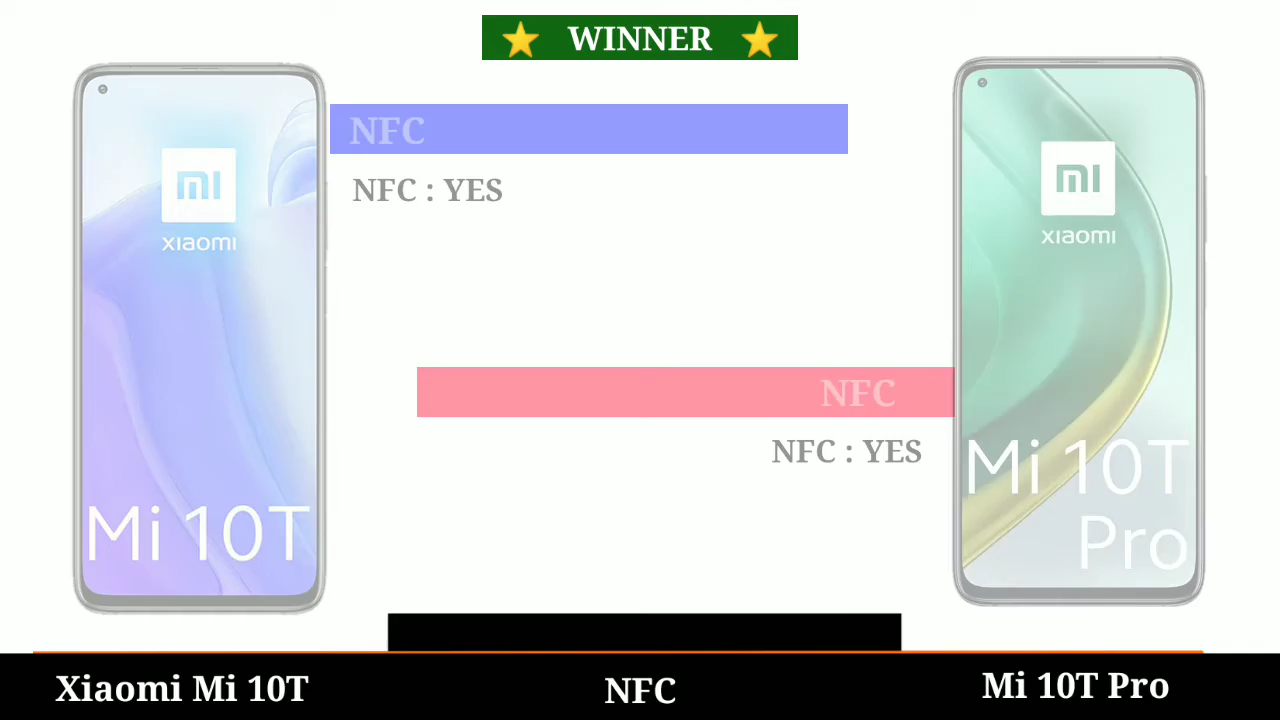 WINNER
NFC
NFC : YES
mi
xiaomi
Mi 10T
mi
xiaomi
NFC
NFC : YES
Mi 10T
Pro
Xiaomi Mi 10T
NFC
Mi 10T Pro